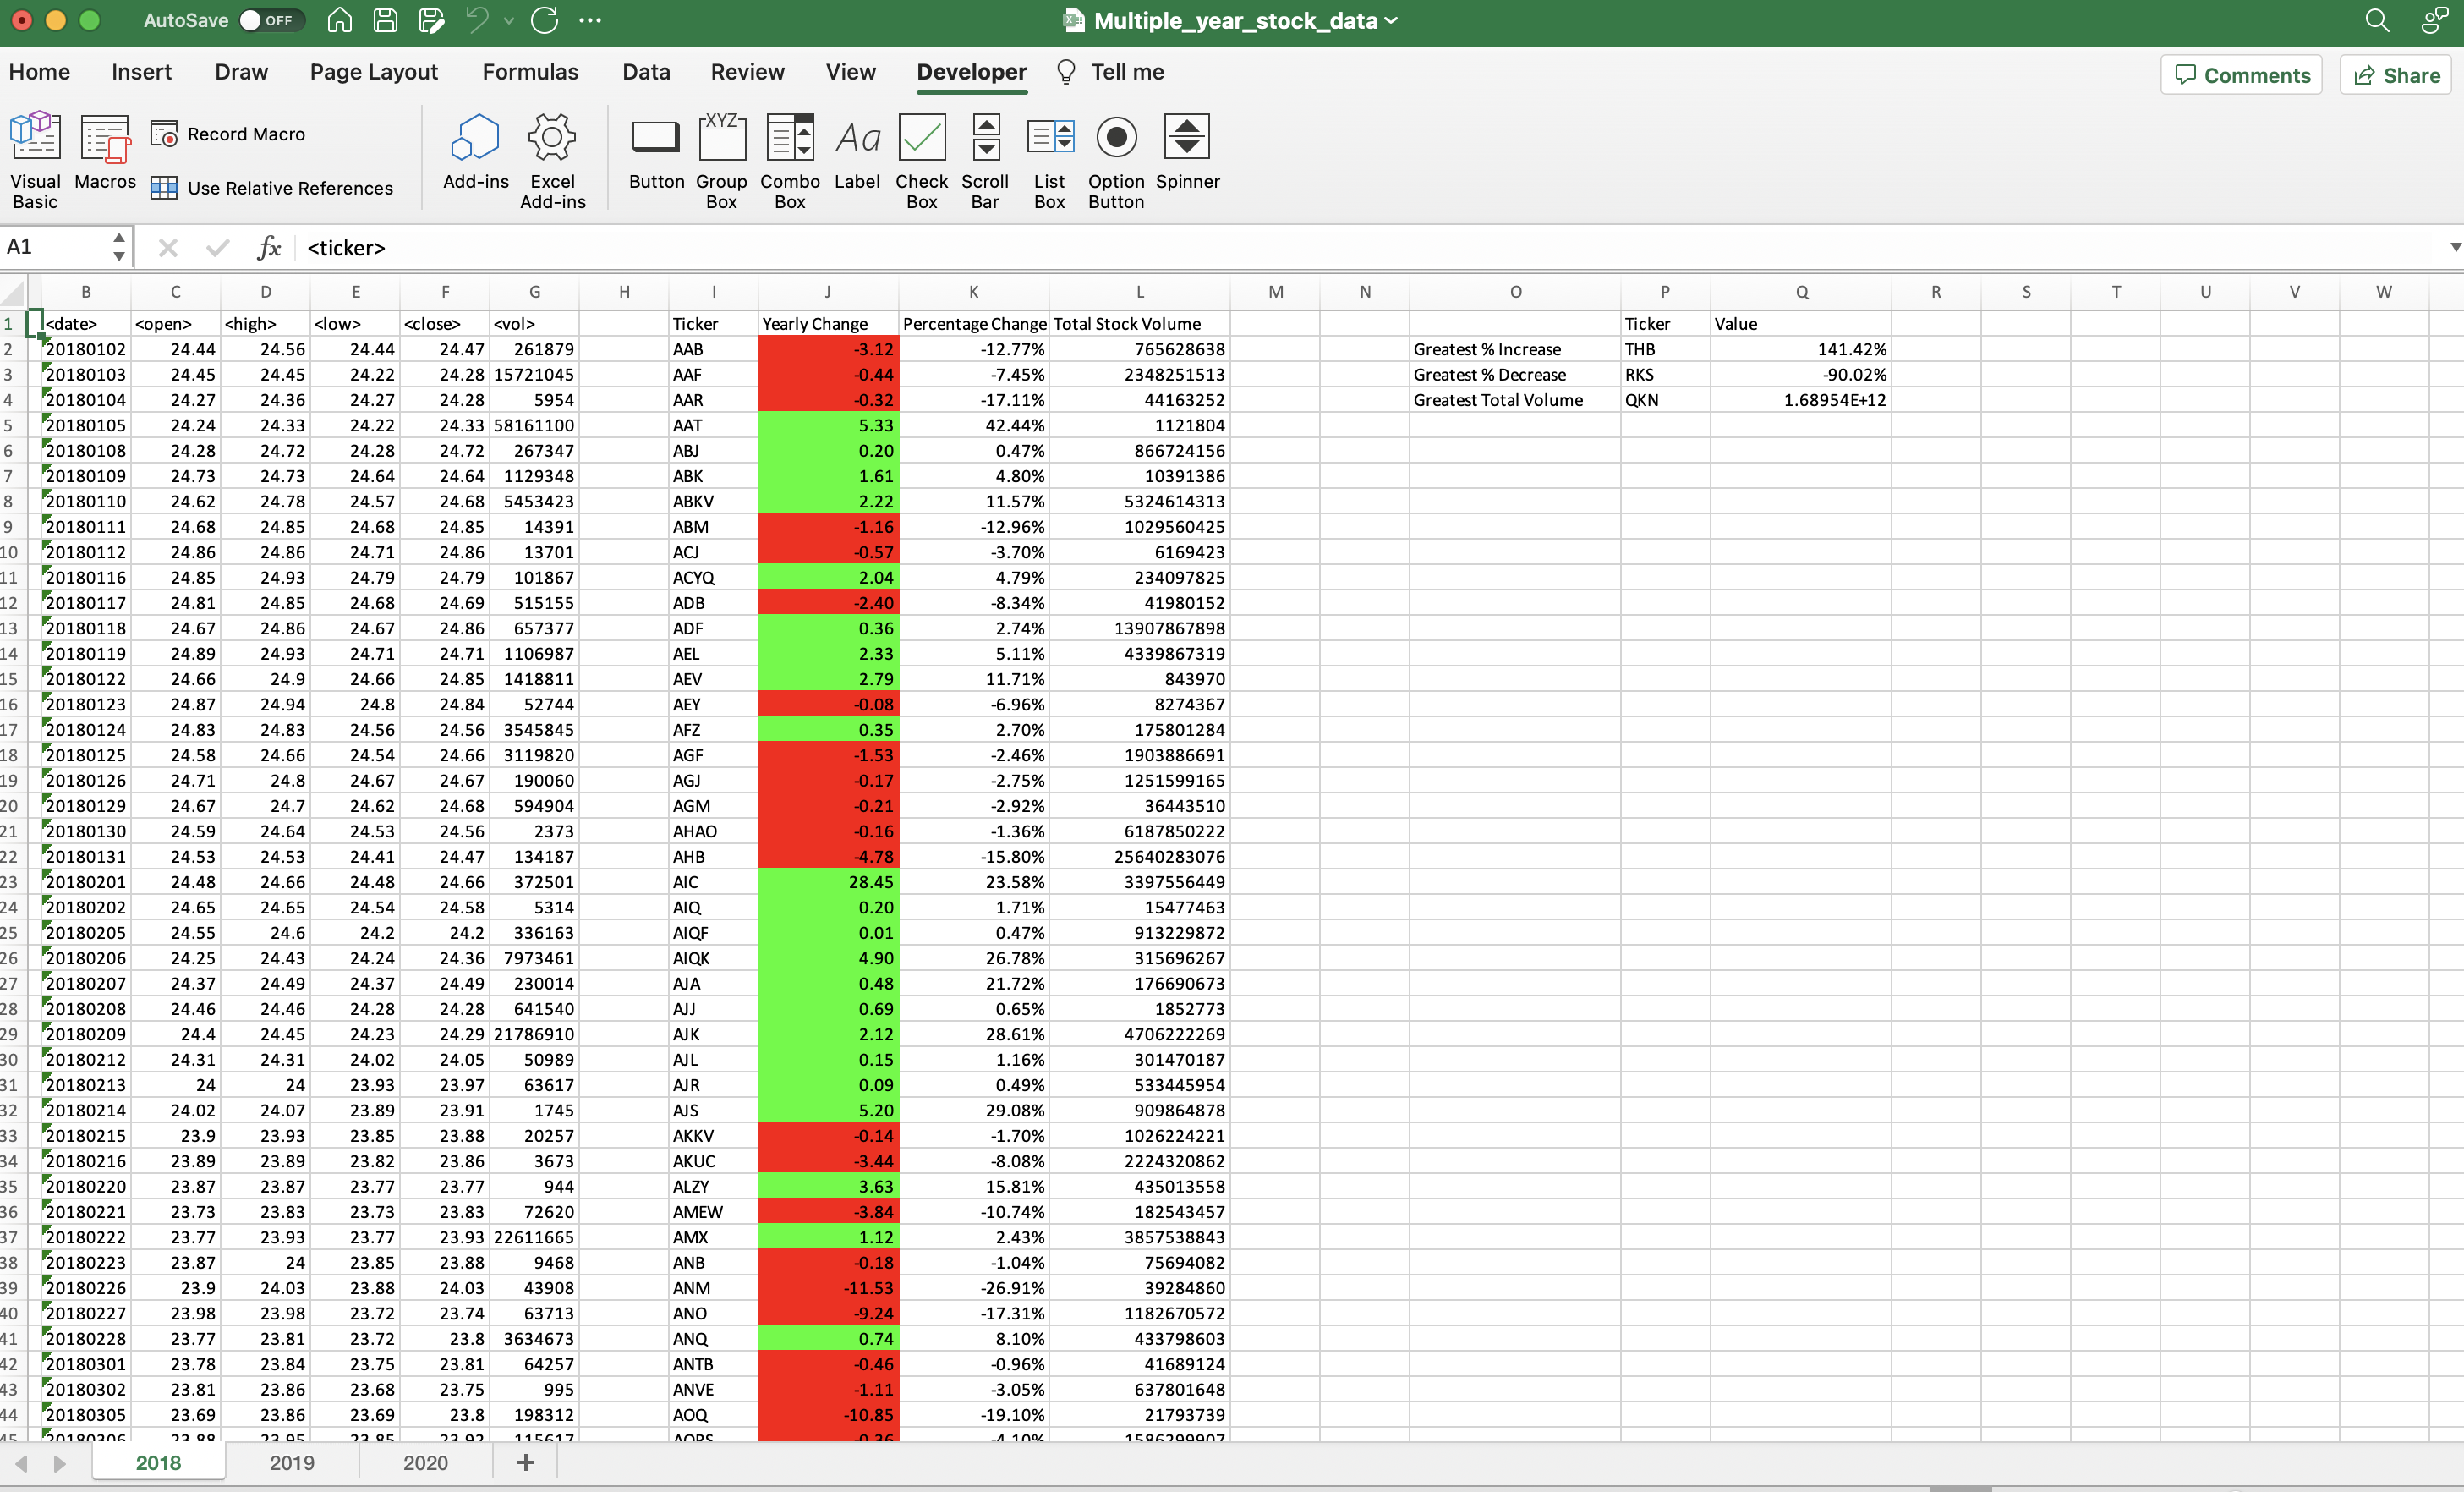 AutoSave OFF Multiple_year_stock_data
Home Insert Draw Page Layout Formulas Data Review View Developer Tell me Comments Share
Visual Basic Macros Record Macro Use Relative References Add-ins Excel Add-ins Button Group Box Combo Box Label Check Box Scroll Bar List Box Option Button Spinner
XYZ Aa
A1 fx <ticker>
B C D E F G H I J K L M N O P Q R S T U V W
1 <date> <open> <high> <low> <close> <vol> Ticker Yearly Change Percentage Change Total Stock Volume Ticker Value
2 20180102 24.44 24.56 24.44 24.47 261879 AAB -3.12 -12.77% 765628638 Greatest % Increase THB 141.42%
3 20180103 24.45 24.45 24.22 24.28 15721045 AAF -0.44 -7.45% 2348251513 Greatest % Decrease RKS -90.02%
4 20180104 24.27 24.36 24.27 24.28 5954 AAR -0.32 -17.11% 44163252 Greatest Total Volume QKN 1.68954E+12
5 20180105 24.24 24.33 24.22 24.33 58161100 AAT 5.33 42.44% 1121804
6 20180108 24.28 24.72 24.28 24.72 267347 ABJ 0.20 0.47% 866724156
7 20180109 24.73 24.73 24.64 24.64 1129348 ABK 1.61 4.80% 10391386
8 20180110 24.62 24.78 24.57 24.68 5453423 ABKV 2.22 11.57% 5324614313
9 20180111 24.68 24.85 24.68 24.85 14391 ABM -1.16 -12.96% 1029560425
10 20180112 24.86 24.86 24.71 24.86 13701 ACJ -0.57 -3.70% 6169423
11 20180116 24.85 24.93 24.79 24.79 101867 ACYQ 2.04 4.79% 234097825
12 20180117 24.81 24.85 24.68 24.69 515155 ADB -2.40 -8.34% 41980152
13 20180118 24.67 24.86 24.67 24.86 657377 ADF 0.36 2.74% 13907867898
14 20180119 24.89 24.93 24.71 24.71 1106987 AEL 2.33 5.11% 4339867319
15 20180122 24.66 24.9 24.66 24.85 1418811 AEV 2.79 11.71% 843970
16 20180123 24.87 24.94 24.8 24.84 52744 AEY -0.08 -6.96% 8274367
17 20180124 24.83 24.83 24.56 24.56 3545845 AFZ 0.35 2.70% 175801284
18 20180125 24.58 24.66 24.54 24.66 3119820 AGF -1.53 -2.46% 1903886691
19 20180126 24.71 24.8 24.67 24.67 190060 AGJ -0.17 -2.75% 1251599165
20 20180129 24.67 24.7 24.62 24.68 594904 AGM -0.21 -2.92% 36443510
21 20180130 24.59 24.64 24.53 24.56 2373 AHAO -0.16 -1.36% 6187850222
22 20180131 24.53 24.53 24.41 24.47 134187 AHB -4.78 -15.80% 25640283076
23 20180201 24.48 24.66 24.48 24.66 372501 AIC 28.45 23.58% 3397556449
24 20180202 24.65 24.65 24.54 24.58 5314 AIQ 0.20 1.71% 15477463
25 20180205 24.55 24.6 24.2 24.2 336163 AIQF 0.01 0.47% 913229872
26 20180206 24.25 24.43 24.24 24.36 7973461 AIQK 4.90 26.78% 315696267
27 20180207 24.37 24.49 24.37 24.49 230014 AJA 0.48 21.72% 176690673
28 20180208 24.46 24.46 24.28 24.28 641540 AJJ 0.69 0.65% 1852773
29 20180209 24.4 24.45 24.23 24.29 21786910 AJK 2.12 28.61% 4706222269
30 20180212 24.31 24.31 24.02 24.05 50989 AJL 0.15 1.16% 301470187
31 20180213 24 24 23.93 23.97 63617 AJR 0.09 0.49% 533445954
32 20180214 24.02 24.07 23.89 23.91 1745 AJS 5.20 29.08% 909864878
33 20180215 23.9 23.93 23.85 23.88 20257 AKKV -0.14 -1.70% 1026224221
34 20180216 23.89 23.89 23.82 23.86 3673 AKUC -3.44 -8.08% 2224320862
35 20180220 23.87 23.87 23.77 23.77 944 ALZY 3.63 15.81% 435013558
36 20180221 23.73 23.83 23.73 23.83 72620 AMEW -3.84 -10.74% 182543457
37 20180222 23.77 23.93 23.77 23.93 22611665 AMX 1.12 2.43% 3857538843
38 20180223 23.87 24 23.85 23.88 9468 ANB -0.18 -1.04% 75694082
39 20180226 23.9 24.03 23.88 24.03 43908 ANM -11.53 -26.91% 39284860
40 20180227 23.98 23.98 23.72 23.74 63713 ANO -9.24 -17.31% 1182670572
41 20180228 23.77 23.81 23.72 23.8 3634673 ANQ 0.74 8.10% 433798603
42 20180301 23.78 23.84 23.75 23.81 64257 ANTB -0.46 -0.96% 41689124
43 20180302 23.81 23.86 23.68 23.75 995 ANVE -1.11 -3.05% 637801648
44 20180305 23.69 23.86 23.69 23.8 198312 AOQ -10.85 -19.10% 21793739
45 20180306 23.88 23.95 23.85 23.92 115617 -0.36 -4.10%
2018 2019 2020 +